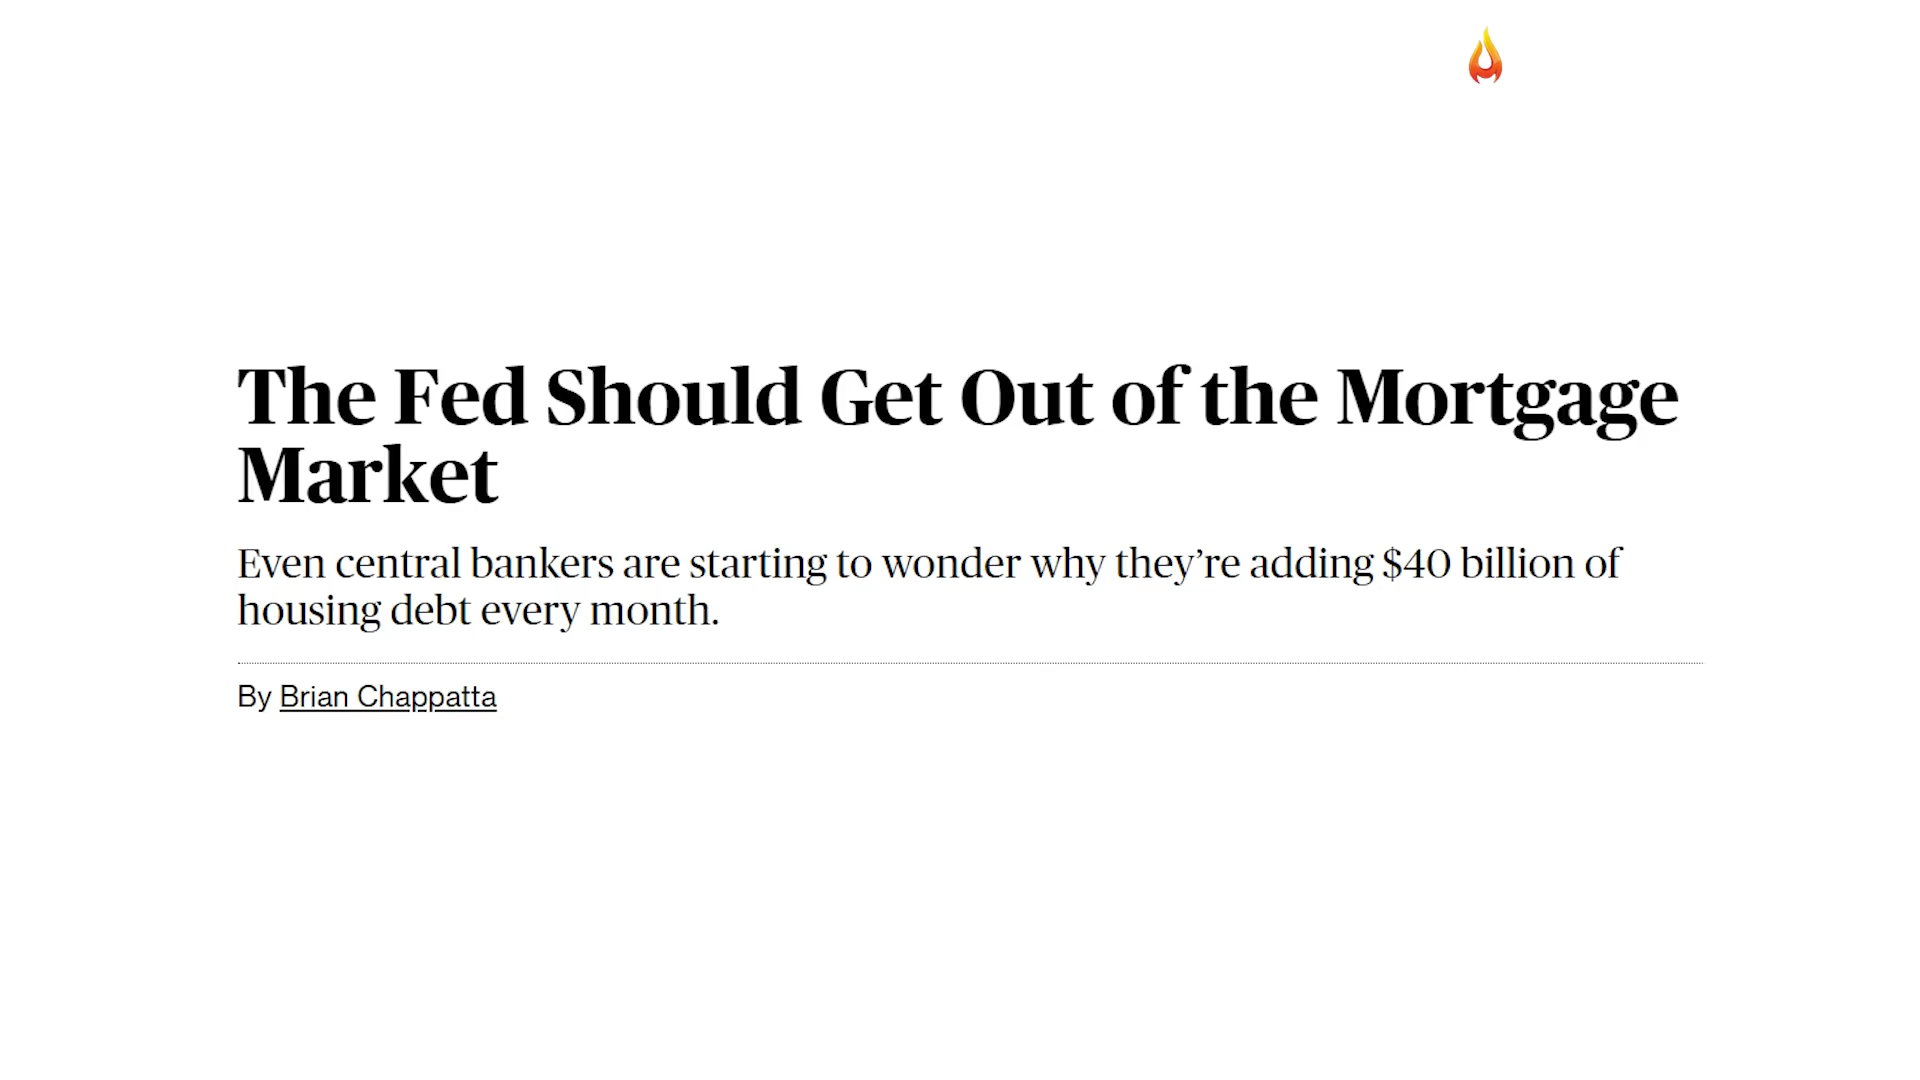 The Fed Should Get Out of the Mortgage
Market
Even central bankers are starting to wonder why they’re adding $40 billion of
housing debt every month.
By Brian Chappatta